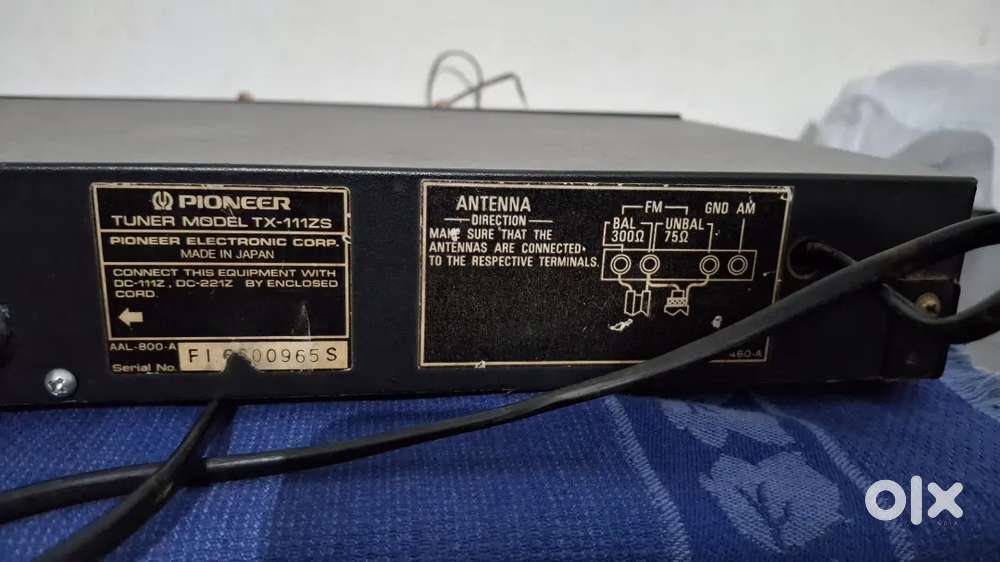 PIONEER
TUNER MODEL TX-111ZS
PIONEER ELECTRONIC CORP.
MADE IN JAPAN
CONNECT THIS EQUIPMENT WITH
DC-111Z, DC-221Z BY ENCLOSED
CORD.
AAL-800-A
Serial No.
ANTENNA
DIRECTION
MAKE SURE THAT THE
ANTENNAS ARE CONNECTED
TO THE RESPECTIVE TERMINALS.
FM GND AM
BAL UNBAL
300Ω 75Ω
460-A
olx
INDIA